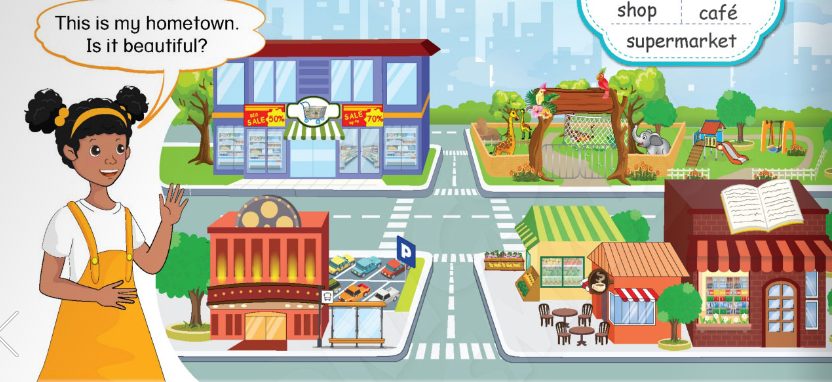 This is my hometown.
Is it beautiful?
shop
café
supermarket
SALE 50%
SALE 70%
P